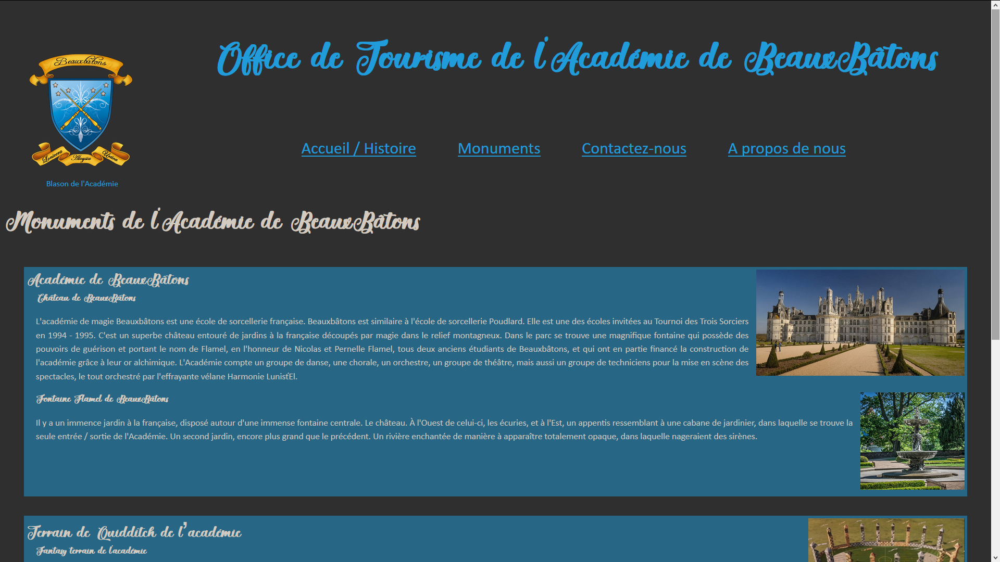 Office de Tourisme de l'Académie de BeauxBâtons
Beauxbâtons
Sonicera Aloysia Urtica
Accueil / Histoire Monuments Contactez-nous A propos de nous
Blason de l'Académie
Monuments de l'Académie de BeauxBâtons
Académie de BeauxBâtons
Château de BeauxBâtons
L'académie de magie Beauxbâtons est une école de sorcellerie française. Beauxbâtons est similaire à l'école de sorcellerie Poudlard. Elle est une des écoles invitées au Tournoi des Trois Sorciers
en 1994 - 1995. C'est un superbe château entouré de jardins à la française découpés par magie dans le relief montagneux. Dans le parc se trouve une magnifique fontaine qui possède des
pouvoirs de guérison et portant le nom de Flamel, en l'honneur de Nicolas et Pernelle Flamel, tous deux anciens étudiants de Beauxbâtons, et qui ont en partie financé la construction de
l'académie grâce à leur or alchimique. L'Académie compte un groupe de danse, une chorale, un orchestre, un groupe de théâtre, mais aussi un groupe de techniciens pour la mise en scène des
spectacles, le tout orchestré par l'effrayante vélane Harmonie Lunist'El.
Fontaine Flamel de BeauxBâtons
Il y a un immence jardin à la française, disposé autour d'une immense fontaine centrale. Le château. À l'Ouest de celui-ci, les écuries, et à l'Est, un appentis ressemblant à une cabane de jardinier, dans laquelle se trouve la
seule entrée / sortie de l'Académie. Un second jardin, encore plus grand que le précédent. Un rivière enchantée de manière à apparaître totalement opaque, dans laquelle nageraient des sirènes.
Terrain de Quidditch de l’académie
Fantasy terrain de l'académie